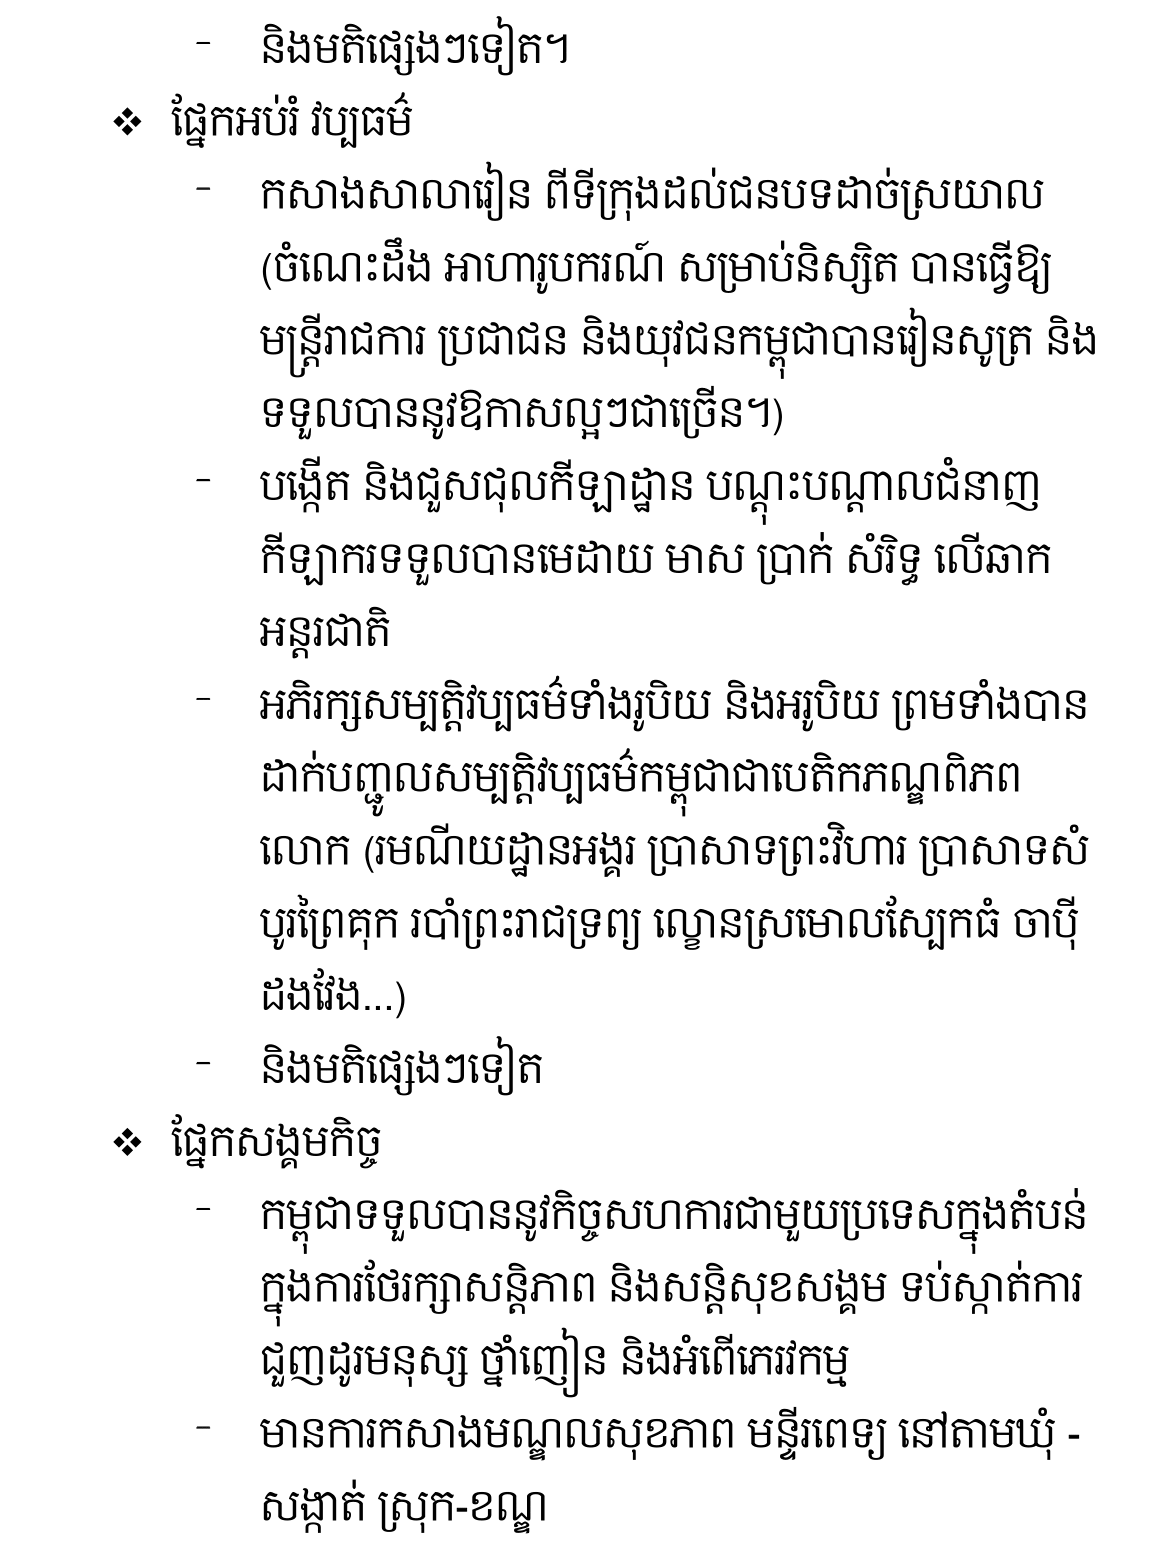 - និងមតិផ្សេងៗទៀត។
❖ ផ្នែកអប់រំ វប្បធម៌
- កសាងសាលារៀន ពីទីក្រុងដល់ជនបទដាច់ស្រយាល
(ចំណេះដឹង អាហារូបករណ៍ សម្រាប់និស្សិត បានធ្វើឱ្យ
មន្ត្រីរាជការ ប្រជាជន និងយុវជនកម្ពុជាបានរៀនសូត្រ និង
ទទួលបាននូវឱកាសល្អៗជាច្រើន។)
- បង្កើត និងជួសជុលកីឡាដ្ឋាន បណ្តុះបណ្តាលជំនាញ
កីឡាករទទួលបានមេដាយ មាស ប្រាក់ សំរិទ្ធ លើឆាក
អន្តរជាតិ
- អភិរក្សសម្បត្តិវប្បធម៌ទាំងរូបិយ និងអរូបិយ ព្រមទាំងបាន
ដាក់បញ្ជូលសម្បត្តិវប្បធម៌កម្ពុជាជាបេតិកភណ្ឌពិភព
លោក (រមណីយដ្ឋានអង្គរ ប្រាសាទព្រះវិហារ ប្រាសាទសំ
បូរព្រៃគុក របាំព្រះរាជទ្រព្យ ល្ខោនស្រមោលស្បែកធំ ចាប៉ី
ដងវែង...)
- និងមតិផ្សេងៗទៀត
❖ ផ្នែកសង្គមកិច្ច
- កម្ពុជាទទួលបាននូវកិច្ចសហការជាមួយប្រទេសក្នុងតំបន់
ក្នុងការថែរក្សាសន្តិភាព និងសន្តិសុខសង្គម ទប់ស្កាត់ការ
ជួញដូរមនុស្ស ថ្នាំញៀន និងអំពើភេរវកម្ម
- មានការកសាងមណ្ឌលសុខភាព មន្ទីរពេទ្យ នៅតាមឃុំ -
សង្កាត់ ស្រុក-ខណ្ឌ